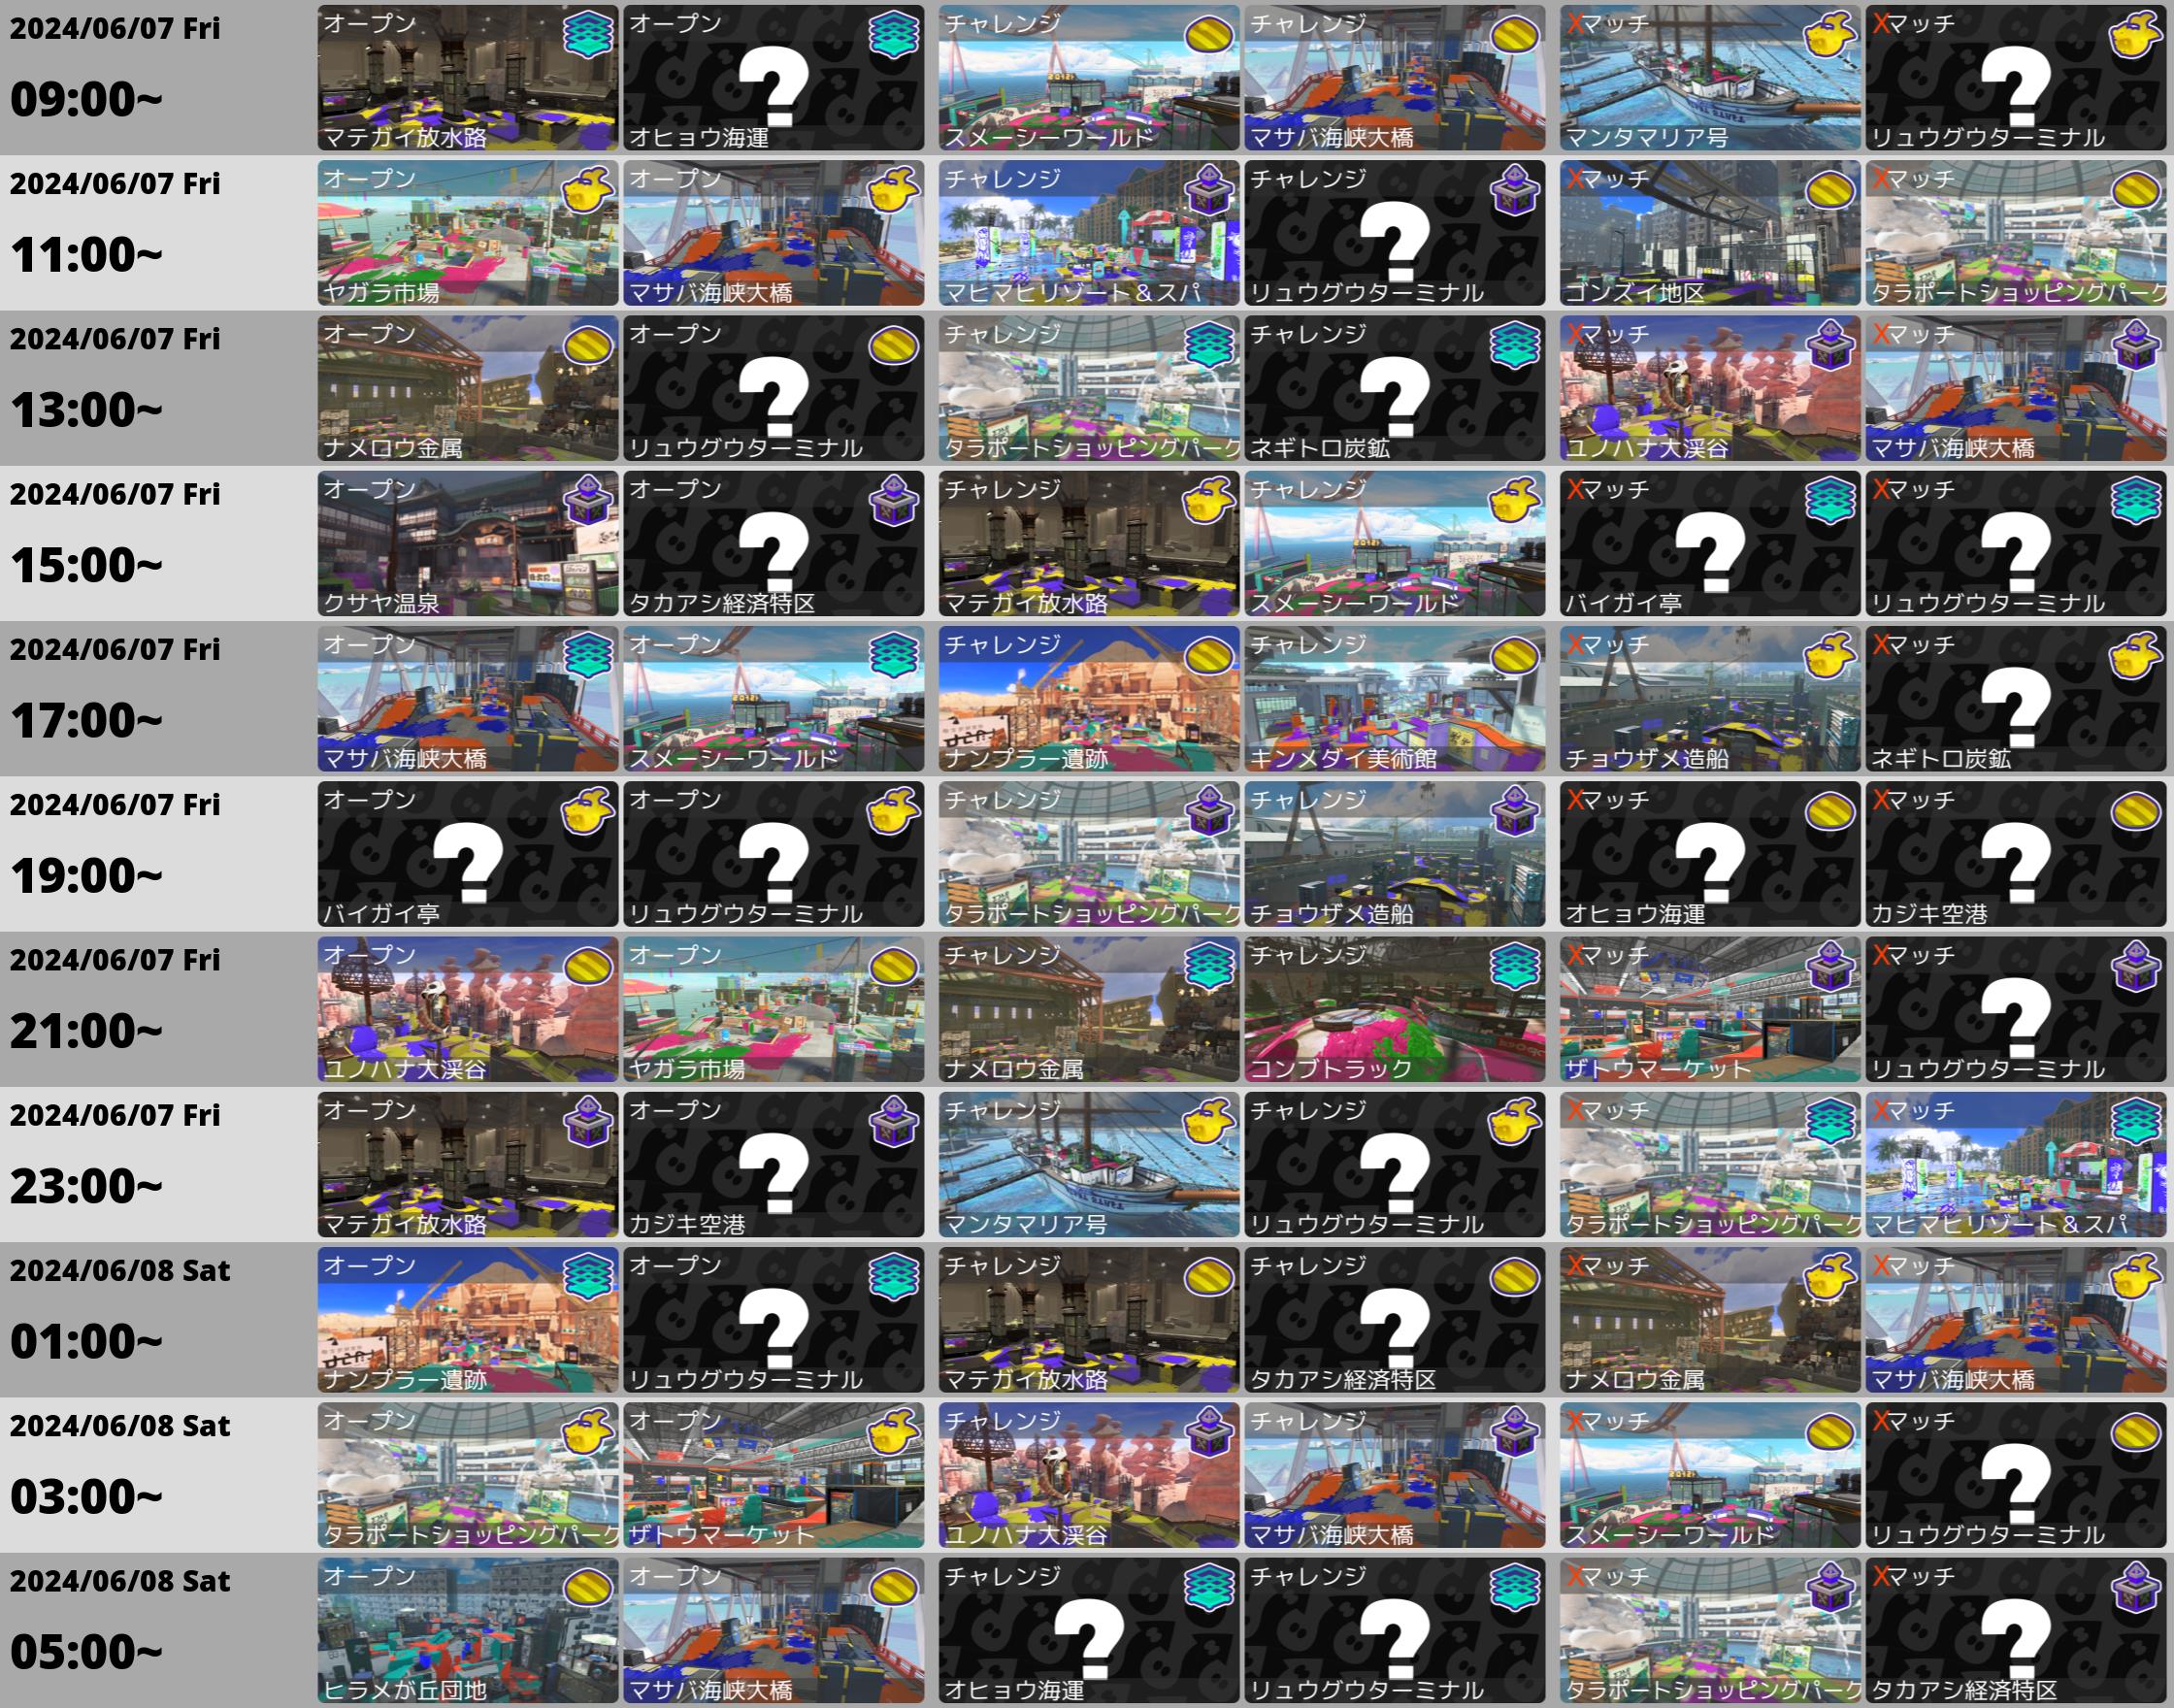 2024/06/07 Fri
09:00~
オープン
マテガイ放水路
オープン
オヒョウ海運
チャレンジ
スメーシーワールド
チャレンジ
マサバ海峡大橋
Xマッチ
マンタマリア号
Xマッチ
リュウグウターミナル
2024/06/07 Fri
11:00~
オープン
ヤガラ市場
オープン
マサバ海峡大橋
チャレンジ
マヒマヒリゾート&スパ
チャレンジ
リュウグウターミナル
Xマッチ
ゴンズイ地区
Xマッチ
タラポートショッピングパーク
2024/06/07 Fri
13:00~
オープン
ナメロウ金属
オープン
リュウグウターミナル
チャレンジ
タラポートショッピングパーク
チャレンジ
ネギトロ炭鉱
Xマッチ
ユノハナ大渓谷
Xマッチ
マサバ海峡大橋
2024/06/07 Fri
15:00~
オープン
クサヤ温泉
オープン
タカアシ経済特区
チャレンジ
マテガイ放水路
チャレンジ
スメーシーワールド
Xマッチ
バイガイ亭
Xマッチ
リュウグウターミナル
2024/06/07 Fri
17:00~
オープン
マサバ海峡大橋
オープン
スメーシーワールド
チャレンジ
ナンプラー遺跡
チャレンジ
キンメダイ美術館
Xマッチ
チョウザメ造船
Xマッチ
ネギトロ炭鉱
2024/06/07 Fri
19:00~
オープン
バイガイ亭
オープン
リュウグウターミナル
チャレンジ
タラポートショッピングパーク
チャレンジ
チョウザメ造船
Xマッチ
オヒョウ海運
Xマッチ
カジキ空港
2024/06/07 Fri
21:00~
オープン
ユノハナ大渓谷
オープン
ヤガラ市場
チャレンジ
ナメロウ金属
チャレンジ
コンブトラック
Xマッチ
ザトウマーケット
Xマッチ
リュウグウターミナル
2024/06/07 Fri
23:00~
オープン
マテガイ放水路
オープン
カジキ空港
チャレンジ
マンタマリア号
チャレンジ
リュウグウターミナル
Xマッチ
タラポートショッピングパーク
Xマッチ
マヒマヒリゾート&スパ
2024/06/08 Sat
01:00~
オープン
ナンプラー遺跡
オープン
リュウグウターミナル
チャレンジ
マテガイ放水路
チャレンジ
タカアシ経済特区
Xマッチ
ナメロウ金属
Xマッチ
マサバ海峡大橋
2024/06/08 Sat
03:00~
オープン
タラポートショッピングパーク
オープン
ザトウマーケット
チャレンジ
ユノハナ大渓谷
チャレンジ
マサバ海峡大橋
Xマッチ
スメーシーワールド
Xマッチ
リュウグウターミナル
2024/06/08 Sat
05:00~
オープン
ヒラメが丘団地
オープン
マサバ海峡大橋
チャレンジ
オヒョウ海運
チャレンジ
リュウグウターミナル
Xマッチ
タラポートショッピングパーク
Xマッチ
タカアシ経済特区